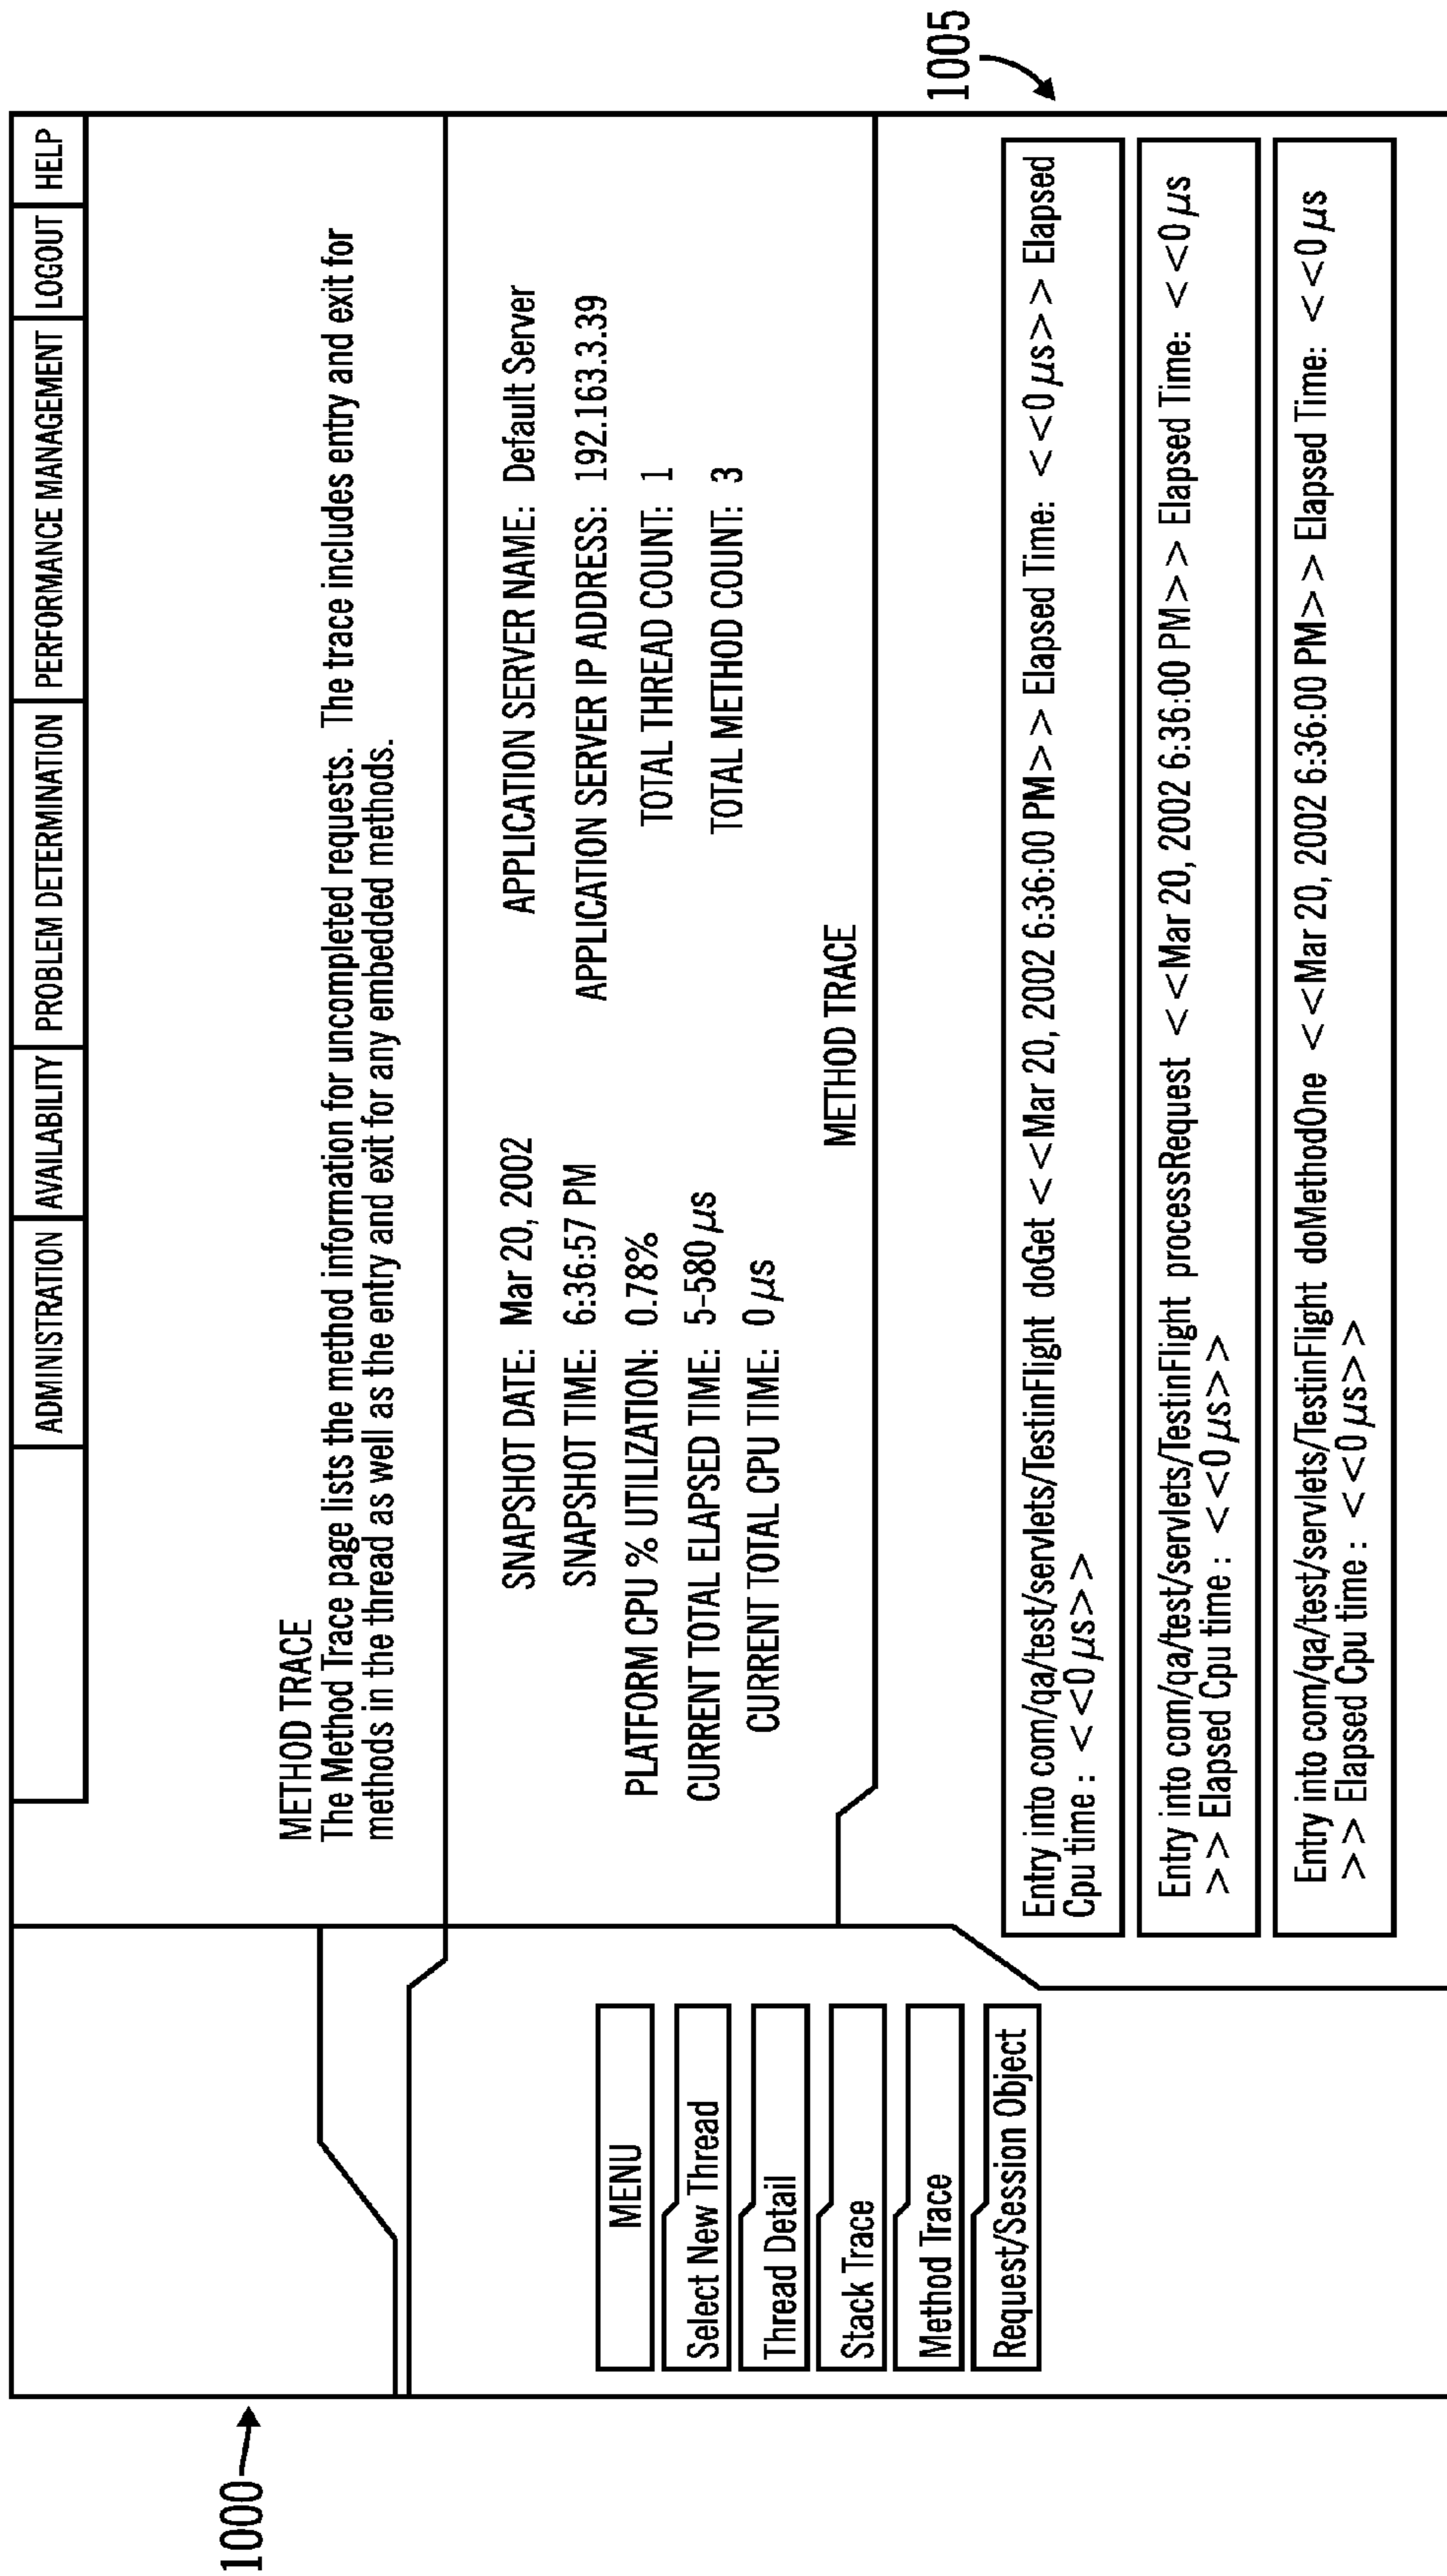 1000
ADMINISTRATION AVAILABILITY PROBLEM DETERMINATION PERFORMANCE MANAGEMENT LOGOUT HELP
METHOD TRACE
The Method Trace page lists the method information for uncompleted requests. The trace includes entry and exit for
methods in the thread as well as the entry and exit for any embedded methods.
SNAPSHOT DATE: Mar 20, 2002 APPLICATION SERVER NAME: Default Server
SNAPSHOT TIME: 6:36:57 PM APPLICATION SERVER IP ADDRESS: 192.163.3.39
PLATFORM CPU % UTILIZATION: 0.78% TOTAL THREAD COUNT: 1
CURRENT TOTAL ELAPSED TIME: 5-580 µs TOTAL METHOD COUNT: 3
CURRENT TOTAL CPU TIME: 0 µs
METHOD TRACE
MENU
Select New Thread
Thread Detail
Stack Trace
Method Trace
Request/Session Object
1005
Entry into com/qa/test/servlets/TestinFlight doGet < <Mar 20, 2002 6:36:00 PM> > Elapsed Time: < <0 µs> > Elapsed
Cpu time : < <0 µs> >
Entry into com/qa/test/servlets/TestinFlight processRequest < <Mar 20, 2002 6:36:00 PM> > Elapsed Time: < <0 µs
> > Elapsed Cpu time : < <0 µs> >
Entry into com/qa/test/servlets/TestinFlight doMethodOne < <Mar 20, 2002 6:36:00 PM> > Elapsed Time: < <0 µs
> > Elapsed Cpu time : < <0 µs> >